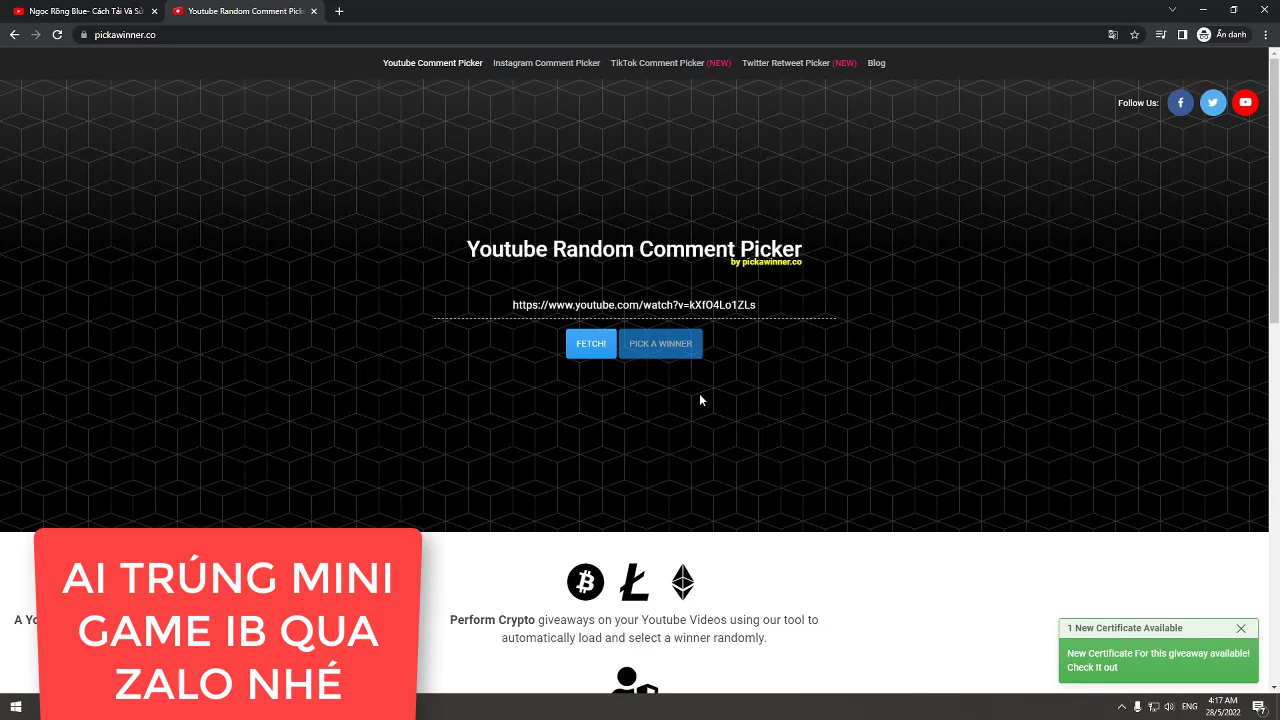 Ngọc Rồng Blue- Cách Tải Và Sử
Youtube Random Comment Picker
pickawinner.co
Ẩn danh
Youtube Comment Picker
Instagram Comment Picker
TikTok Comment Picker (NEW)
Twitter Retweet Picker (NEW)
Blog
Follow Us:
Youtube Random Comment Picker
by pickawinner.co
https://www.youtube.com/watch?v=kXfO4Lo1ZLs
FETCH!
PICK A WINNER
AI TRÚNG MINI
GAME IB QUA
ZALO NHÉ
Perform Crypto giveaways on your Youtube Videos using our tool to
automatically load and select a winner randomly.
1 New Certificate Available
New Certificate For this giveaway available!
Check It out
ENG
4:17 AM
28/5/2022